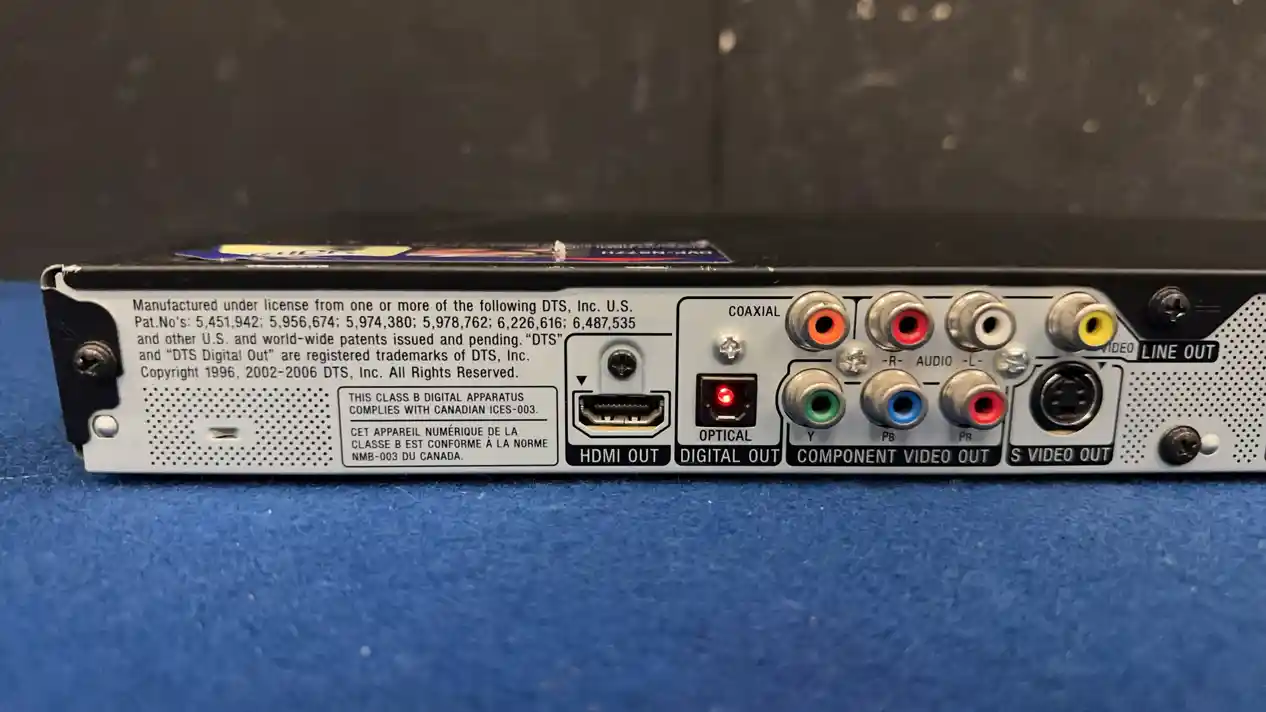 DVP-NS77H
Manufactured under license from one or more of the following DTS, Inc. U.S.
Pat.No's: 5,451,942; 5,956,674; 5,974,380; 5,978,762; 6,226,616; 6,487,535
and other U.S. and world-wide patents issued and pending. "DTS"
and "DTS Digital Out" are registered trademarks of DTS, Inc.
Copyright 1996, 2002-2006 DTS, Inc. All Rights Reserved.
THIS CLASS B DIGITAL APPARATUS
COMPLIES WITH CANADIAN ICES-003.
CET APPAREIL NUMÉRIQUE DE LA
CLASSE B EST CONFORME À LA NORME
NMB-003 DU CANADA.
HDMI OUT
COAXIAL
OPTICAL
DIGITAL OUT
-R- AUDIO -L-
VIDEO
LINE OUT
Y PB PR
COMPONENT VIDEO OUT
S VIDEO OUT